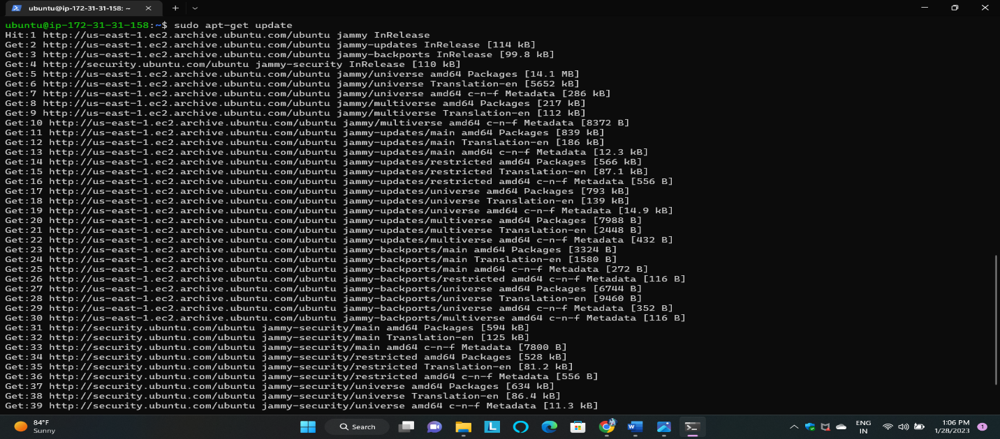 ubuntu@ip-172-31-31-158: ~
ubuntu@ip-172-31-31-158:~$ sudo apt-get update
Hit:1 http://us-east-1.ec2.archive.ubuntu.com/ubuntu jammy InRelease
Get:2 http://us-east-1.ec2.archive.ubuntu.com/ubuntu jammy-updates InRelease [114 kB]
Get:3 http://us-east-1.ec2.archive.ubuntu.com/ubuntu jammy-backports InRelease [99.8 kB]
Get:4 http://security.ubuntu.com/ubuntu jammy-security InRelease [110 kB]
Get:5 http://us-east-1.ec2.archive.ubuntu.com/ubuntu jammy/universe amd64 Packages [14.1 MB]
Get:6 http://us-east-1.ec2.archive.ubuntu.com/ubuntu jammy/universe Translation-en [5652 kB]
Get:7 http://us-east-1.ec2.archive.ubuntu.com/ubuntu jammy/universe amd64 c-n-f Metadata [286 kB]
Get:8 http://us-east-1.ec2.archive.ubuntu.com/ubuntu jammy/multiverse amd64 Packages [217 kB]
Get:9 http://us-east-1.ec2.archive.ubuntu.com/ubuntu jammy/multiverse Translation-en [112 kB]
Get:10 http://us-east-1.ec2.archive.ubuntu.com/ubuntu jammy/multiverse amd64 c-n-f Metadata [8372 B]
Get:11 http://us-east-1.ec2.archive.ubuntu.com/ubuntu jammy-updates/main amd64 Packages [839 kB]
Get:12 http://us-east-1.ec2.archive.ubuntu.com/ubuntu jammy-updates/main Translation-en [186 kB]
Get:13 http://us-east-1.ec2.archive.ubuntu.com/ubuntu jammy-updates/main amd64 c-n-f Metadata [12.3 kB]
Get:14 http://us-east-1.ec2.archive.ubuntu.com/ubuntu jammy-updates/restricted amd64 Packages [566 kB]
Get:15 http://us-east-1.ec2.archive.ubuntu.com/ubuntu jammy-updates/restricted Translation-en [87.1 kB]
Get:16 http://us-east-1.ec2.archive.ubuntu.com/ubuntu jammy-updates/restricted amd64 c-n-f Metadata [556 B]
Get:17 http://us-east-1.ec2.archive.ubuntu.com/ubuntu jammy-updates/universe amd64 Packages [793 kB]
Get:18 http://us-east-1.ec2.archive.ubuntu.com/ubuntu jammy-updates/universe Translation-en [139 kB]
Get:19 http://us-east-1.ec2.archive.ubuntu.com/ubuntu jammy-updates/universe amd64 c-n-f Metadata [14.9 kB]
Get:20 http://us-east-1.ec2.archive.ubuntu.com/ubuntu jammy-updates/multiverse amd64 Packages [7988 B]
Get:21 http://us-east-1.ec2.archive.ubuntu.com/ubuntu jammy-updates/multiverse Translation-en [2448 B]
Get:22 http://us-east-1.ec2.archive.ubuntu.com/ubuntu jammy-updates/multiverse amd64 c-n-f Metadata [432 B]
Get:23 http://us-east-1.ec2.archive.ubuntu.com/ubuntu jammy-backports/main amd64 Packages [3324 B]
Get:24 http://us-east-1.ec2.archive.ubuntu.com/ubuntu jammy-backports/main Translation-en [1580 B]
Get:25 http://us-east-1.ec2.archive.ubuntu.com/ubuntu jammy-backports/main amd64 c-n-f Metadata [272 B]
Get:26 http://us-east-1.ec2.archive.ubuntu.com/ubuntu jammy-backports/restricted amd64 c-n-f Metadata [116 B]
Get:27 http://us-east-1.ec2.archive.ubuntu.com/ubuntu jammy-backports/universe amd64 Packages [6744 B]
Get:28 http://us-east-1.ec2.archive.ubuntu.com/ubuntu jammy-backports/universe Translation-en [9460 B]
Get:29 http://us-east-1.ec2.archive.ubuntu.com/ubuntu jammy-backports/universe amd64 c-n-f Metadata [352 B]
Get:30 http://us-east-1.ec2.archive.ubuntu.com/ubuntu jammy-backports/multiverse amd64 c-n-f Metadata [116 B]
Get:31 http://security.ubuntu.com/ubuntu jammy-security/main amd64 Packages [594 kB]
Get:32 http://security.ubuntu.com/ubuntu jammy-security/main Translation-en [125 kB]
Get:33 http://security.ubuntu.com/ubuntu jammy-security/main amd64 c-n-f Metadata [7800 B]
Get:34 http://security.ubuntu.com/ubuntu jammy-security/restricted amd64 Packages [528 kB]
Get:35 http://security.ubuntu.com/ubuntu jammy-security/restricted Translation-en [81.2 kB]
Get:36 http://security.ubuntu.com/ubuntu jammy-security/restricted amd64 c-n-f Metadata [556 B]
Get:37 http://security.ubuntu.com/ubuntu jammy-security/universe amd64 Packages [634 kB]
Get:38 http://security.ubuntu.com/ubuntu jammy-security/universe Translation-en [86.4 kB]
Get:39 http://security.ubuntu.com/ubuntu jammy-security/universe amd64 c-n-f Metadata [11.3 kB]
84°F
Sunny
Search
L
W
ENG
IN
1:06 PM
1/28/2023
1